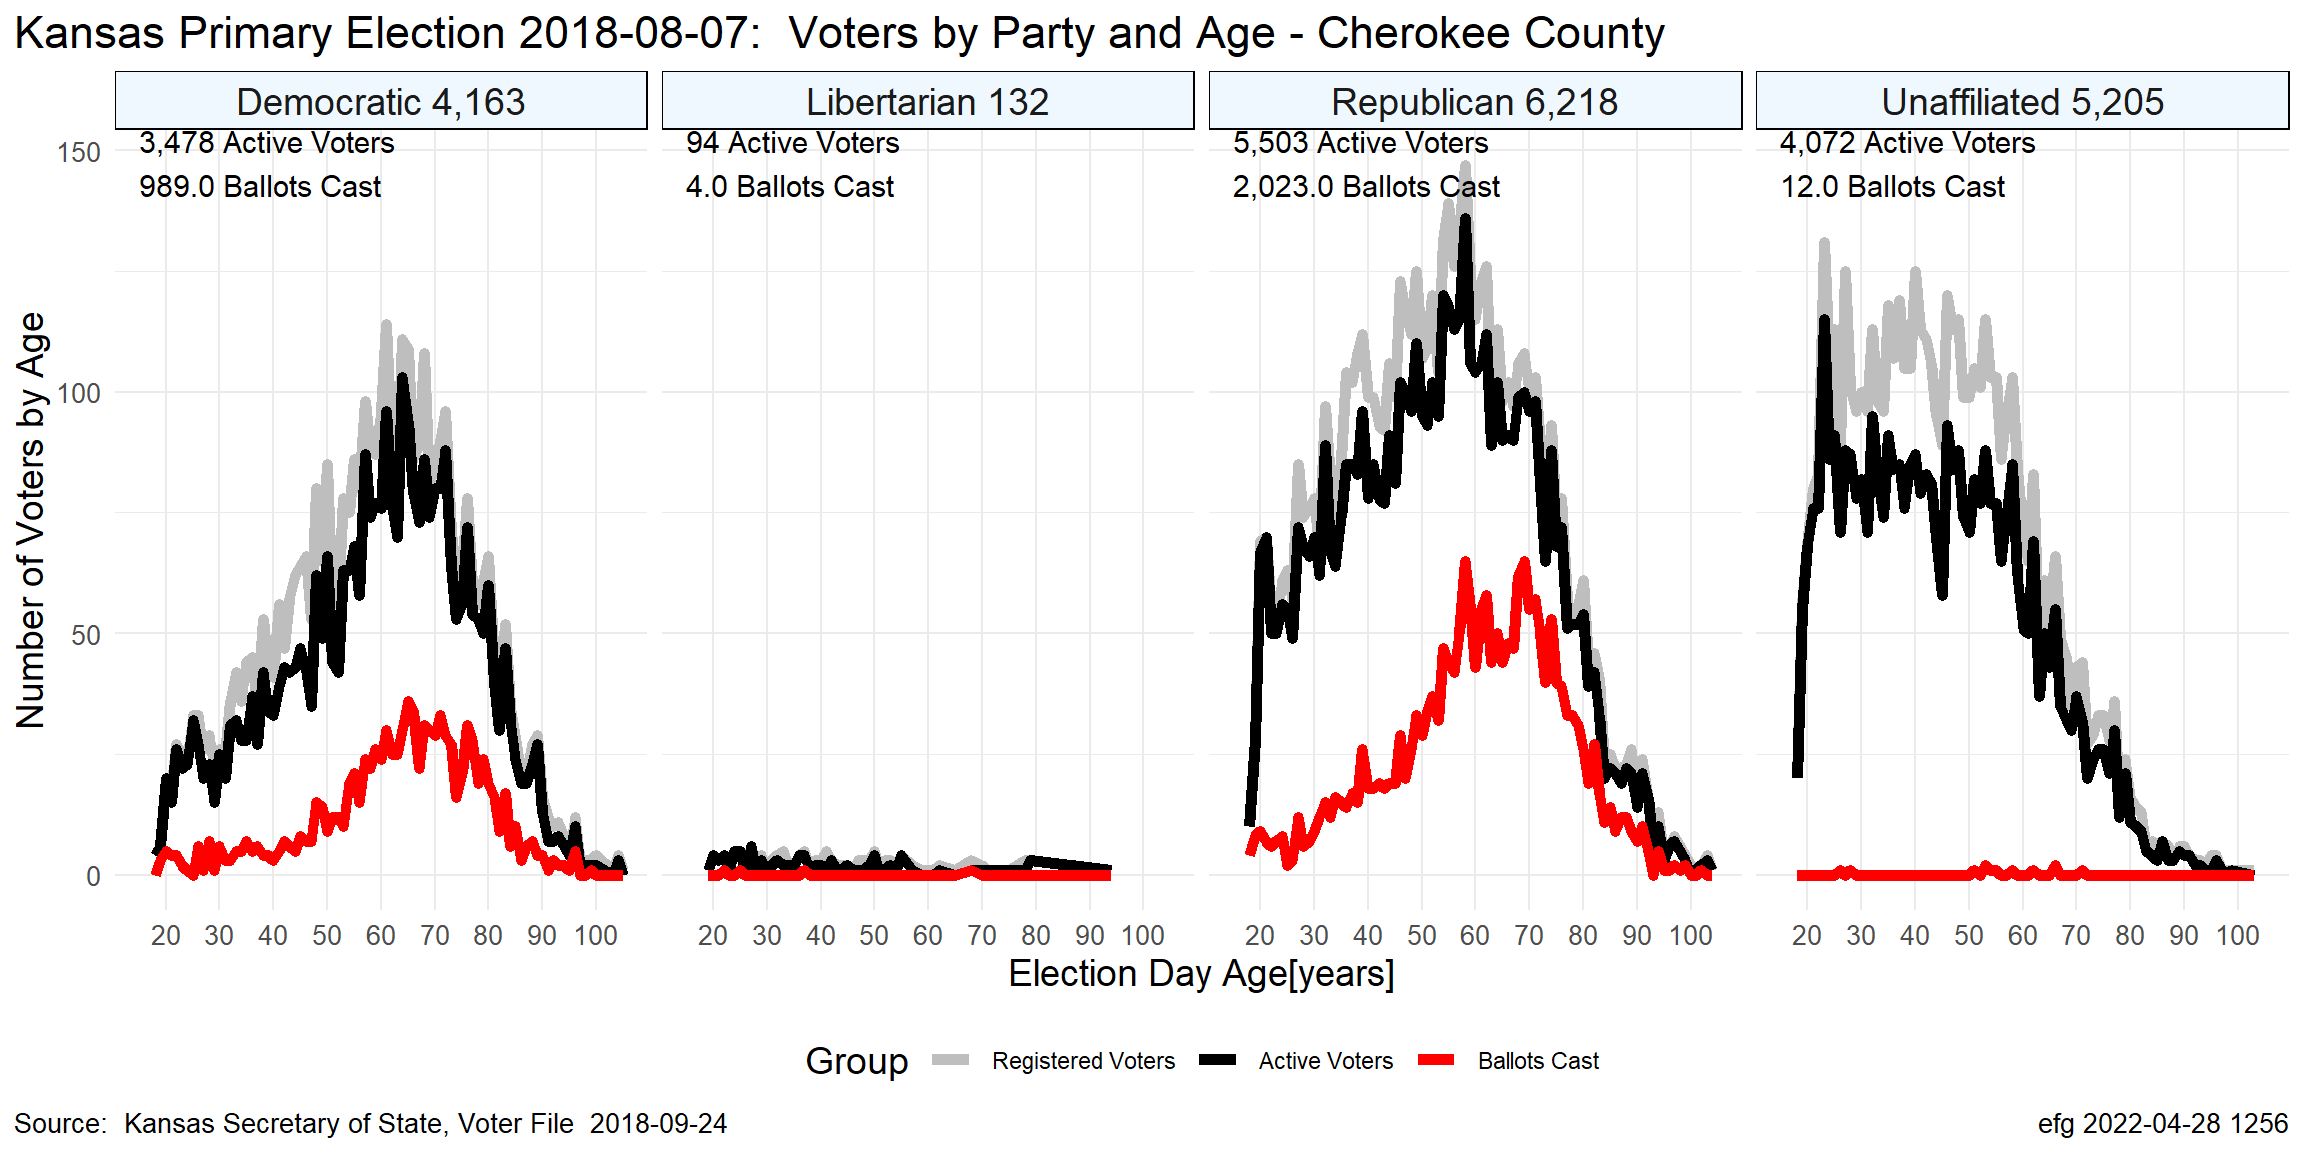 Kansas Primary Election 2018-08-07:  Voters by Party and Age - Cherokee County
Democratic 4,163
Libertarian 132
Republican 6,218
Unaffiliated 5,205
3,478 Active Voters
989.0 Ballots Cast
94 Active Voters
4.0 Ballots Cast
5,503 Active Voters
2,023.0 Ballots Cast
4,072 Active Voters
12.0 Ballots Cast
Number of Voters by Age
150
100
50
0
20 30 40 50 60 70 80 90 100
20 30 40 50 60 70 80 90 100
20 30 40 50 60 70 80 90 100
20 30 40 50 60 70 80 90 100
Election Day Age[years]
Group Registered Voters Active Voters Ballots Cast
Source:  Kansas Secretary of State, Voter File  2018-09-24
efg 2022-04-28 1256